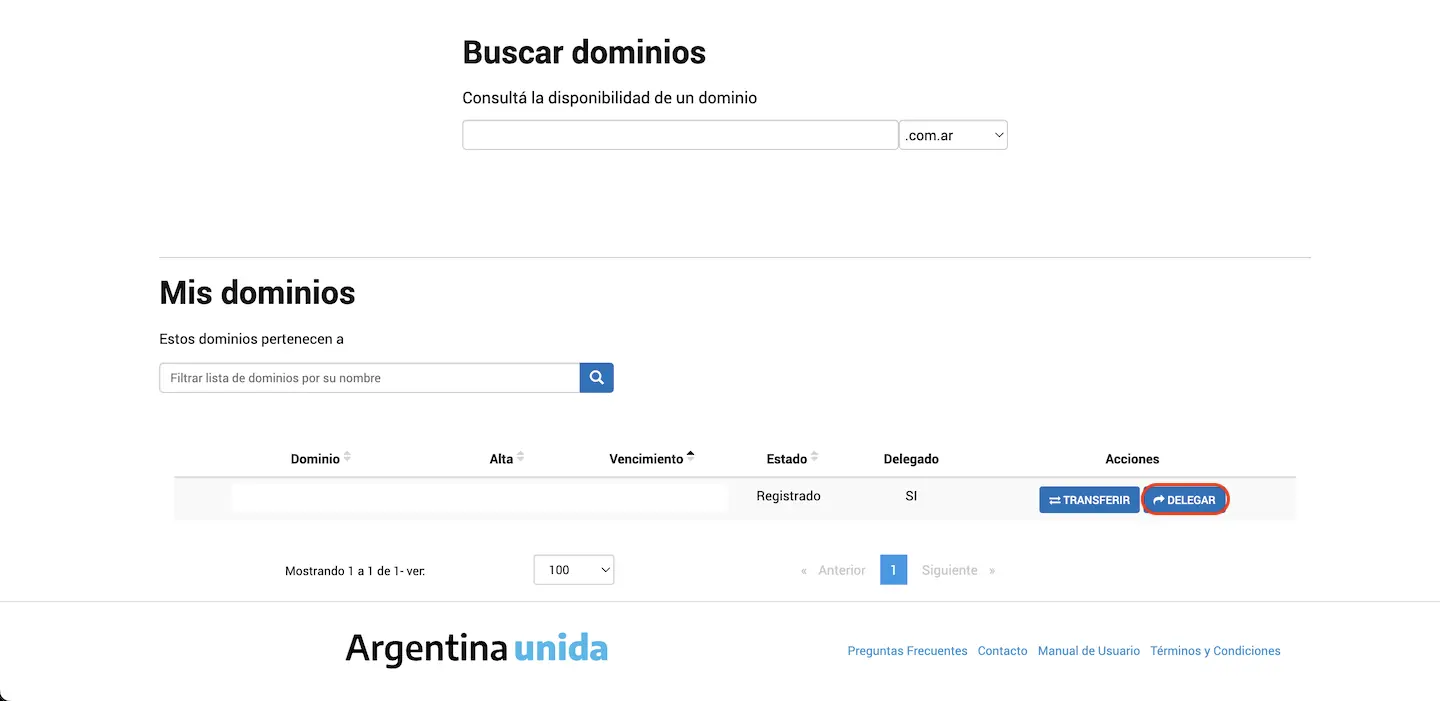 Buscar dominios
Consultá la disponibilidad de un dominio
.com.ar
Mis dominios
Estos dominios pertenecen a
Filtrar lista de dominios por su nombre
Dominio Alta Vencimiento Estado Delegado Acciones
Registrado SI TRANSFERIR DELEGAR
Mostrando 1 a 1 de 1- ver: 100 « Anterior 1 Siguiente »
Argentina unida
Preguntas Frecuentes Contacto Manual de Usuario Términos y Condiciones